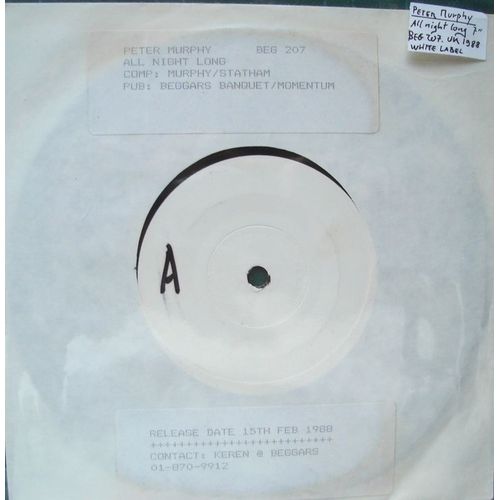 PETER MURPHY BEG 207
ALL NIGHT LONG
COMP: MURPHY/STATHAM
PUB: BEGGARS BANQUET/MOMENTUM
PETER MURPHY
All night long 7"
BEG 207. UK 1988
WHITE LABEL
A
RELEASE DATE 15TH FEB 1988
++++++++++++++++++++++++++
CONTACT: KEREN @ BEGGARS
01-870-9912